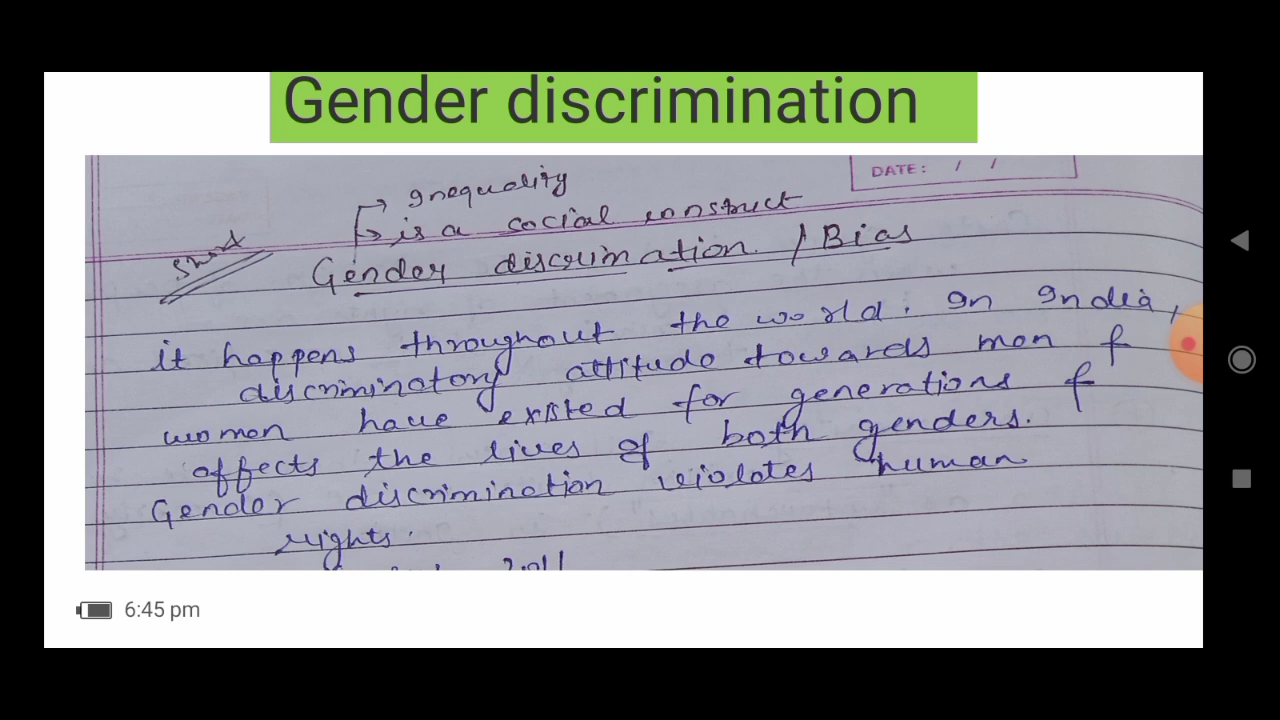 Gender discrimination
DATE: / /
→ Inequality
→ is a social construct
Short
Gender discrimination / Bias
it happens throughout the world. In India,
discriminatory attitude towards men &
women have existed for generations &
affects the lives of both genders.
Gender discrimination violates human
rights.
2011
6:45 pm